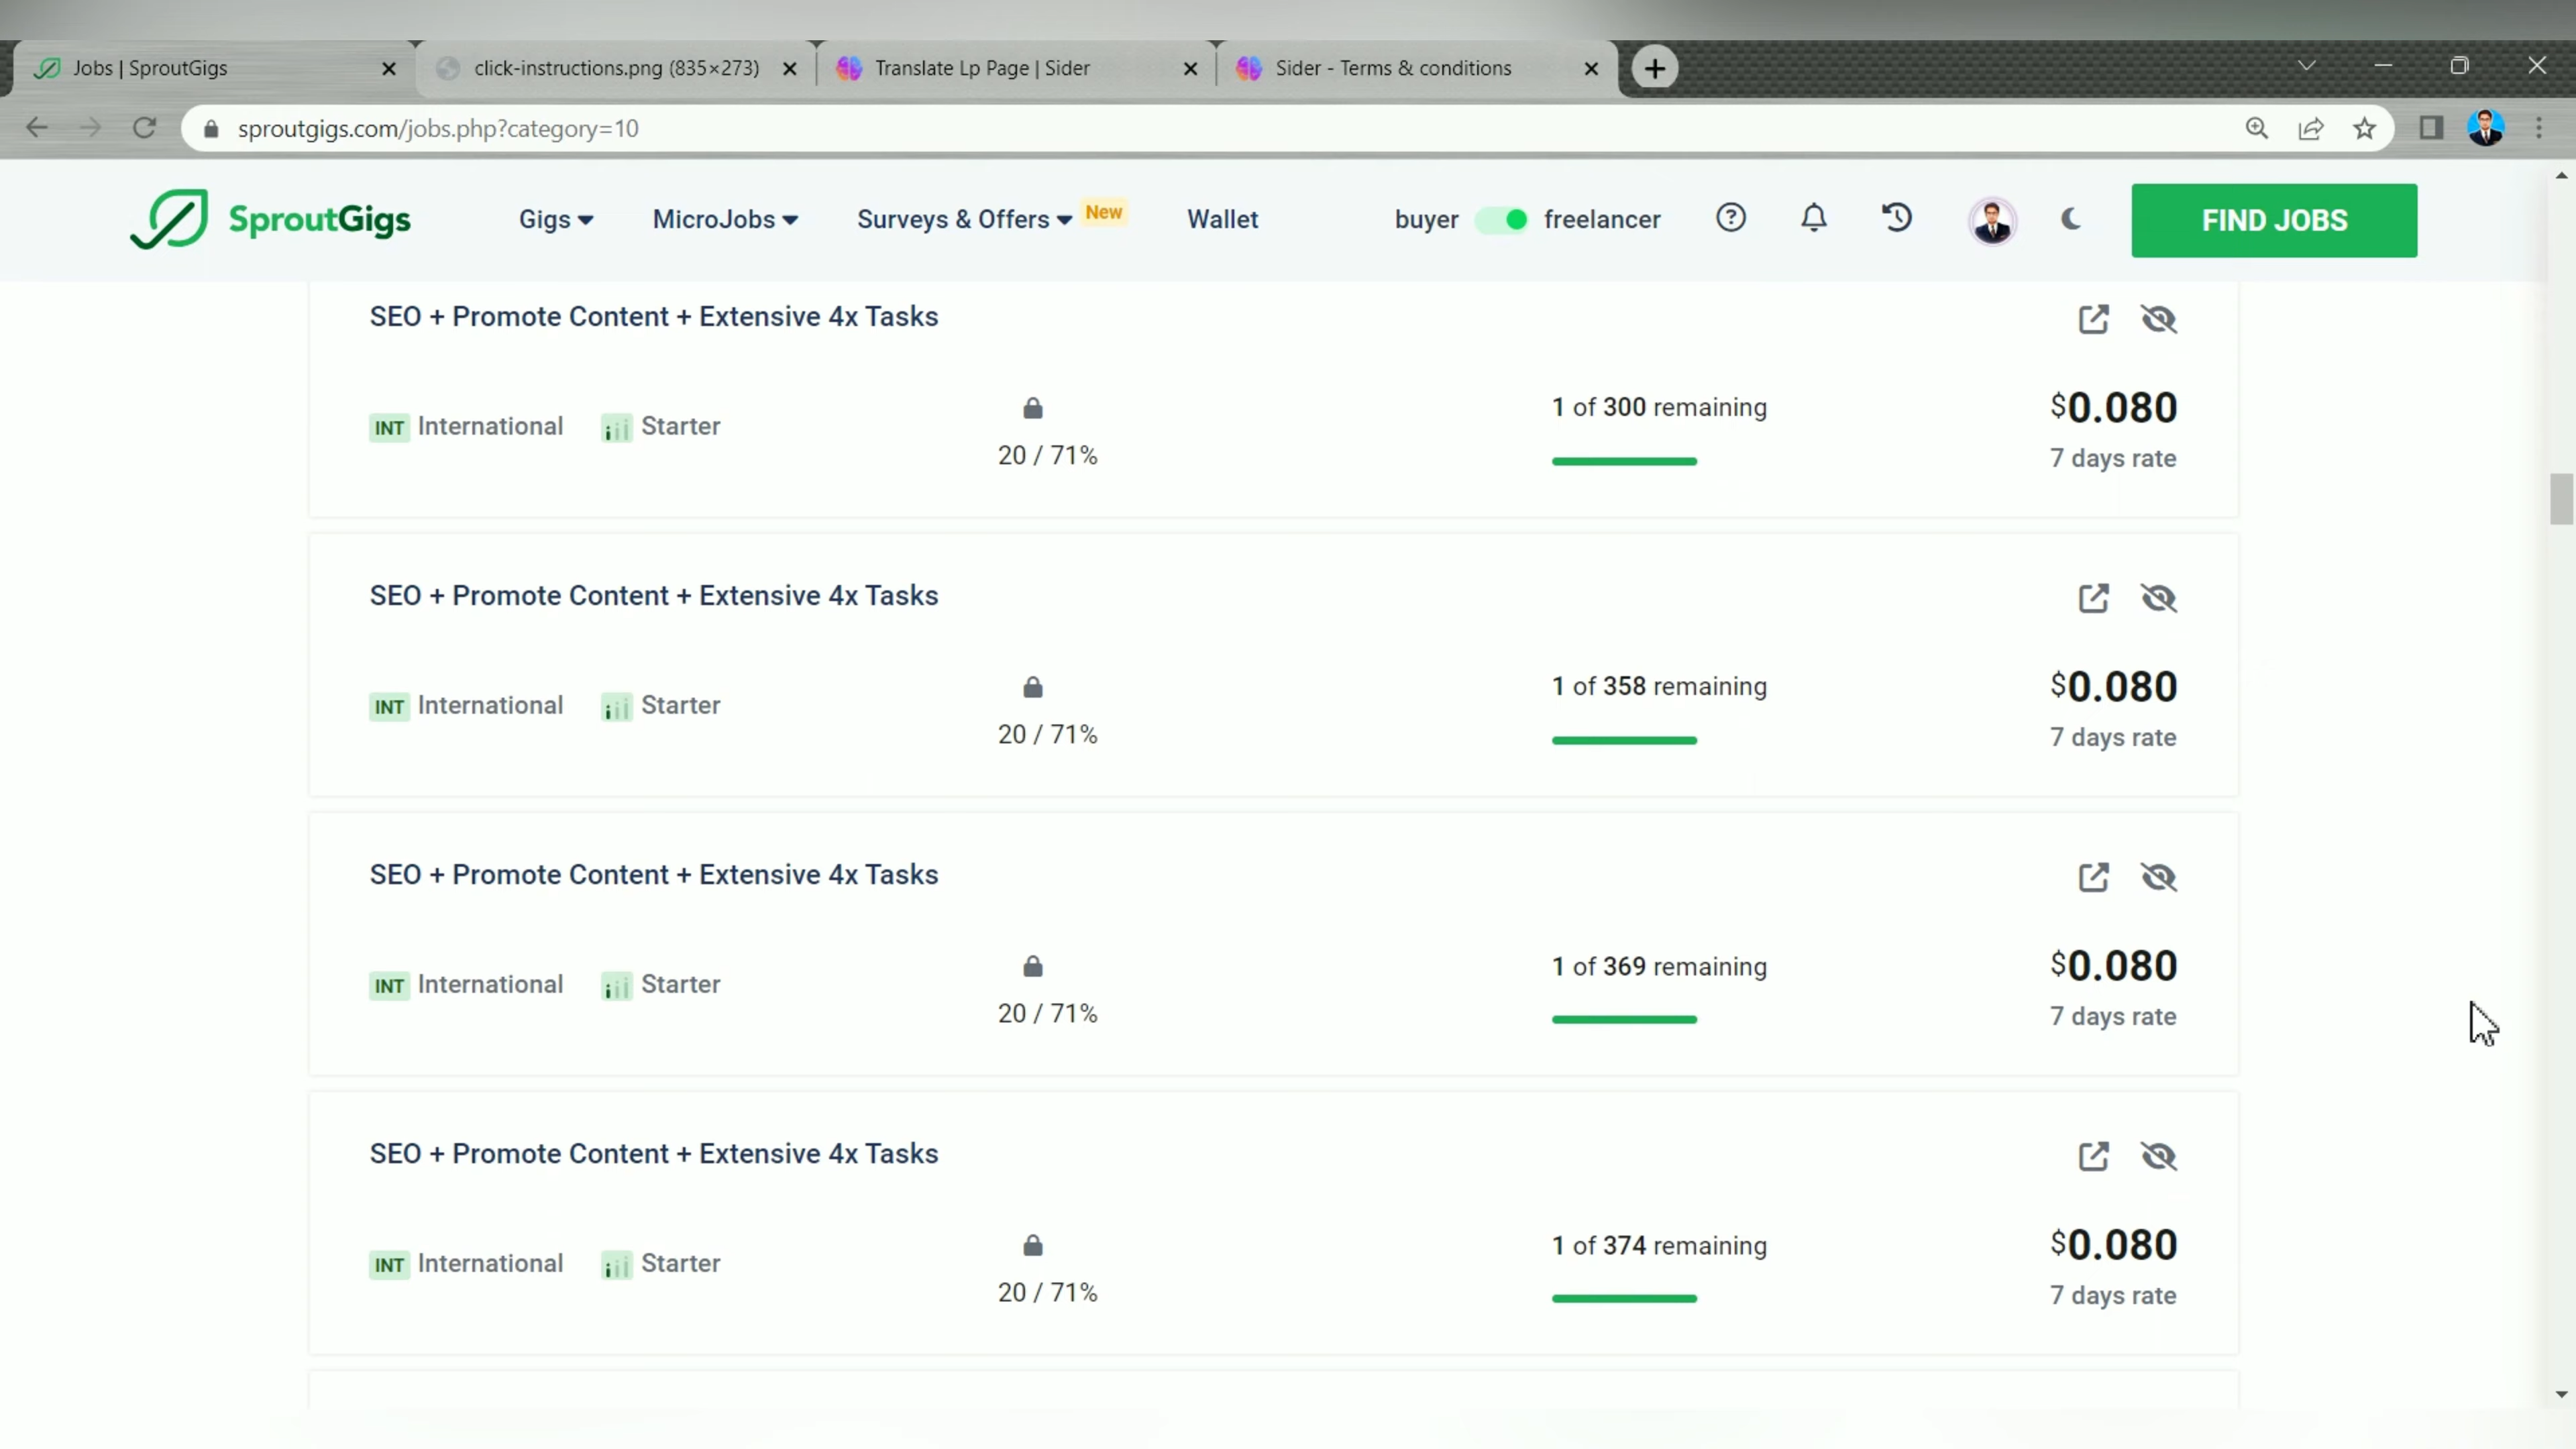 Jobs | SproutGigs
click-instructions.png (835×273)
Translate Lp Page | Sider
Sider - Terms & conditions
sproutgigs.com/jobs.php?category=10
SproutGigs
Gigs
MicroJobs
Surveys & Offers
New
Wallet
buyer
freelancer
FIND JOBS
SEO + Promote Content + Extensive 4x Tasks
INT International
Starter
20 / 71%
1 of 300 remaining
$0.080
7 days rate
SEO + Promote Content + Extensive 4x Tasks
INT International
Starter
20 / 71%
1 of 358 remaining
$0.080
7 days rate
SEO + Promote Content + Extensive 4x Tasks
INT International
Starter
20 / 71%
1 of 369 remaining
$0.080
7 days rate
SEO + Promote Content + Extensive 4x Tasks
INT International
Starter
20 / 71%
1 of 374 remaining
$0.080
7 days rate